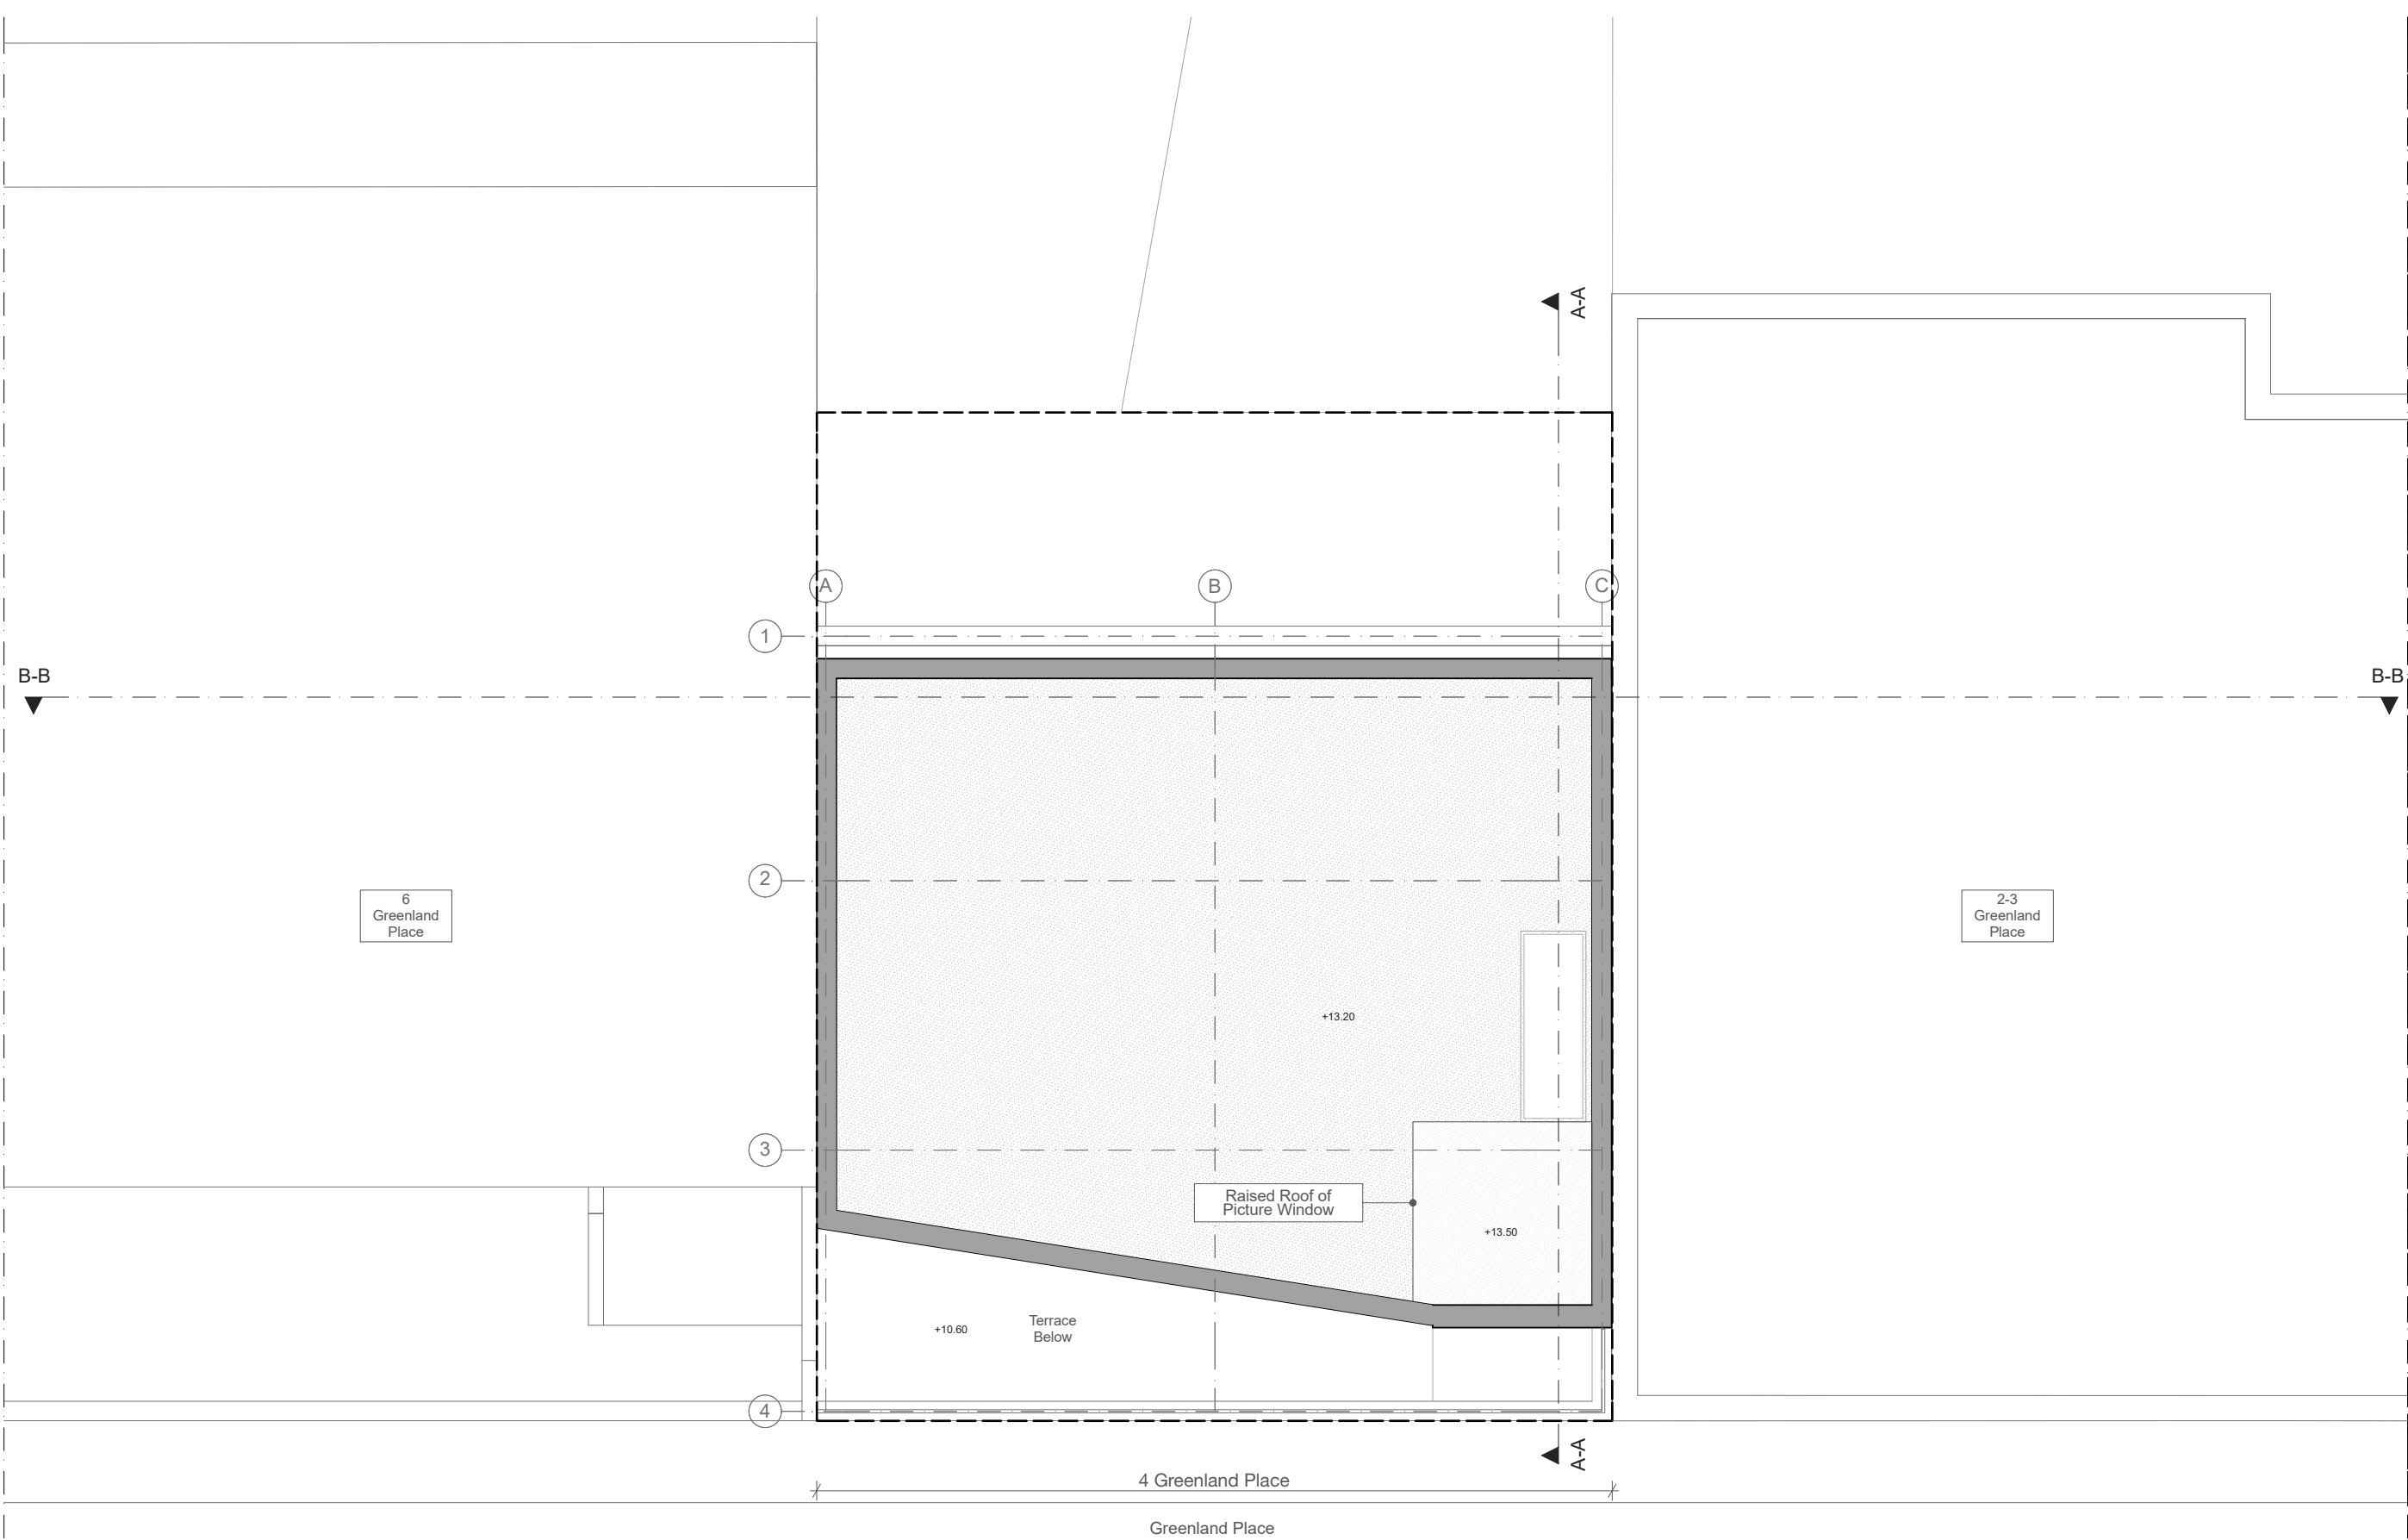 A-A
A
B
C
1
B-B
B-B
2
6
Greenland
Place
2-3
Greenland
Place
+13.20
3
Raised Roof of
Picture Window
+13.50
+10.60
Terrace
Below
4
A-A
4 Greenland Place
Greenland Place